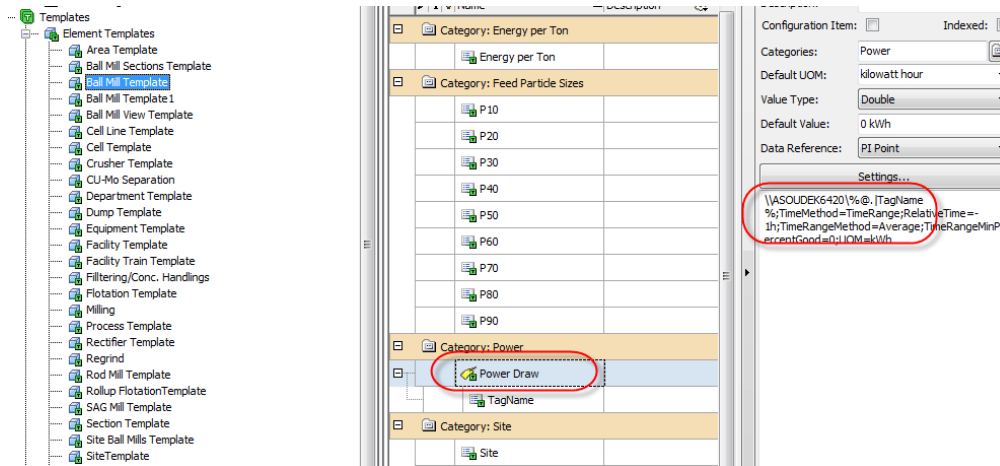 Templates
Element Templates
Area Template
Ball Mill Sections Template
Ball Mill Template
Ball Mill Template1
Ball Mill View Template
Cell Line Template
Cell Template
Crusher Template
CU-Mo Separation
Department Template
Dump Template
Equipment Template
Facility Template
Facility Train Template
Filltering/Conc. Handlings
Flotation Template
Milling
Process Template
Rectifier Template
Regrind
Rod Mill Template
Rollup FlotationTemplate
SAG Mill Template
Section Template
Site Ball Mills Template
SiteTemplate
Name Description
Category: Energy per Ton
Energy per Ton
Category: Feed Particle Sizes
P10
P20
P30
P40
P50
P60
P70
P80
P90
Category: Power
Power Draw
TagName
Category: Site
Site
Description:
Configuration Item: Indexed:
Categories: Power
Default UOM: kilowatt hour
Value Type: Double
Default Value: 0 kWh
Data Reference: PI Point
Settings...
\\ASOUDEK6420\%@.|TagName
%;TimeMethod=TimeRange;RelativeTime=-
1h;TimeRangeMethod=Average;TimeRangeMinP
ercentGood=0;UOM=kWh